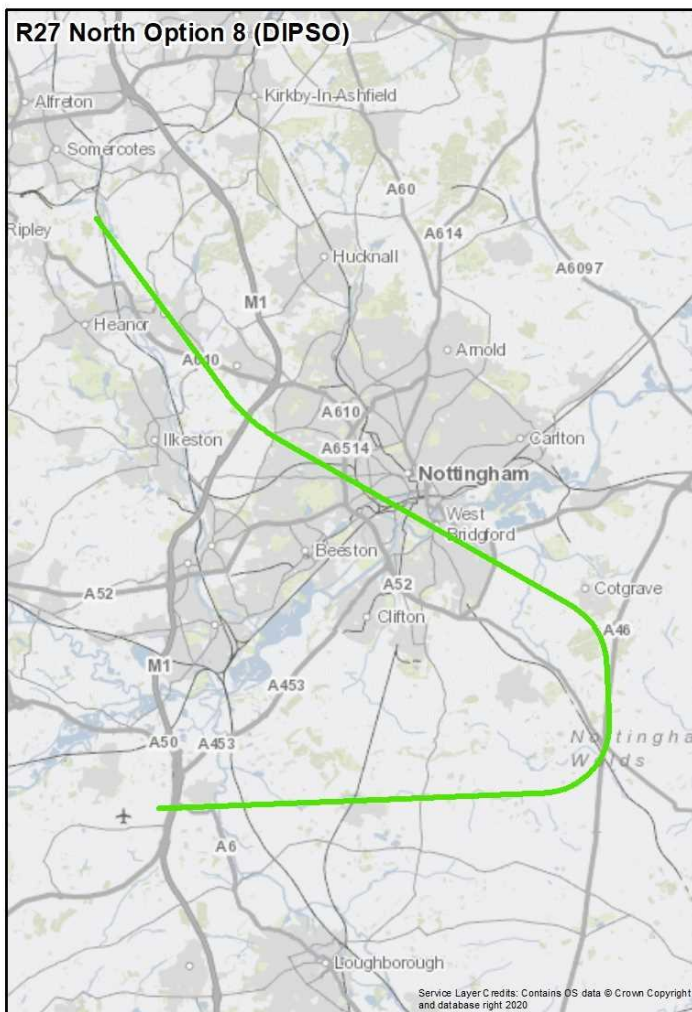 R27 North Option 8 (DIPSO)
Kirkby-In-Ashfield
Alfreton
Somercotes
A60
Ripley
A614
Hucknall
A6097
M1
Heanor
Arnold
A610
A610
Ilkeston
A6514
Carlton
Nottingham
West
Bridgford
Beeston
A52
A52
Cotgrave
Clifton
A46
M1
A453
A50
A453
Nottingha
Wolds
A6
Loughborough
Service Layer Credits: Contains OS data © Crown Copyright
and database right 2020